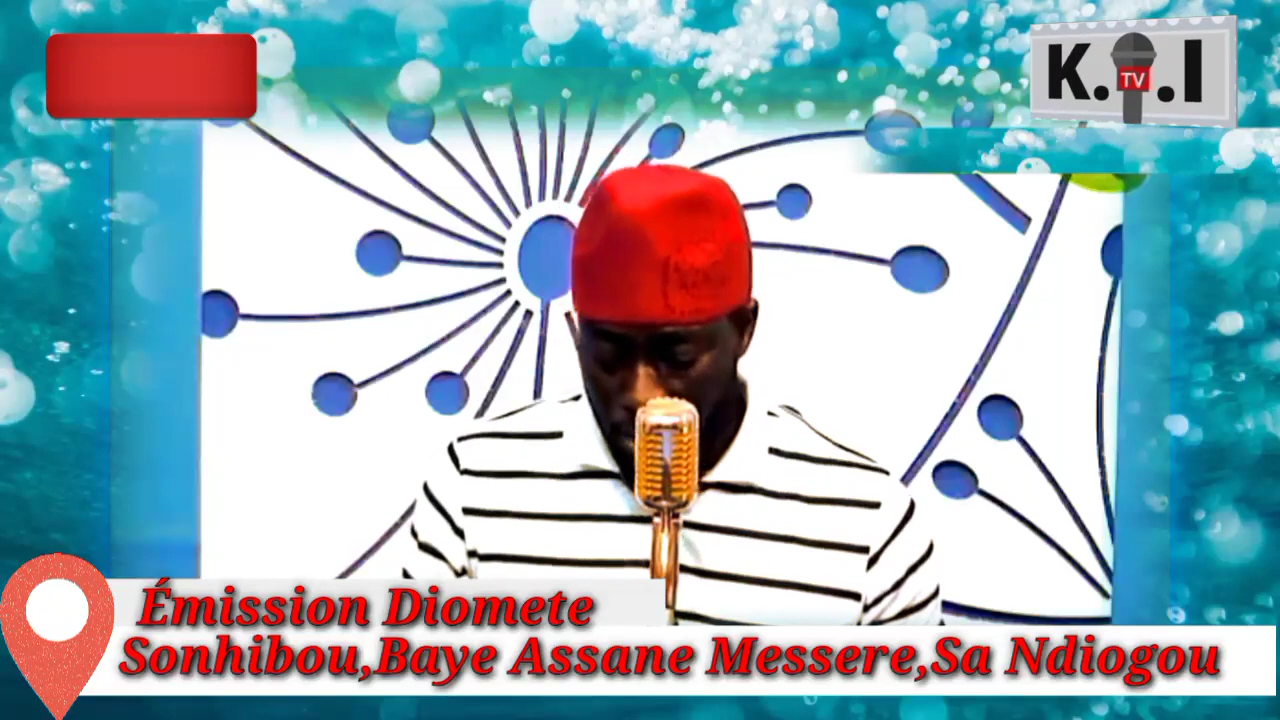 K. TV .I
Émission Diomete
Sonhibou,Baye Assane Messere,Sa Ndiogou